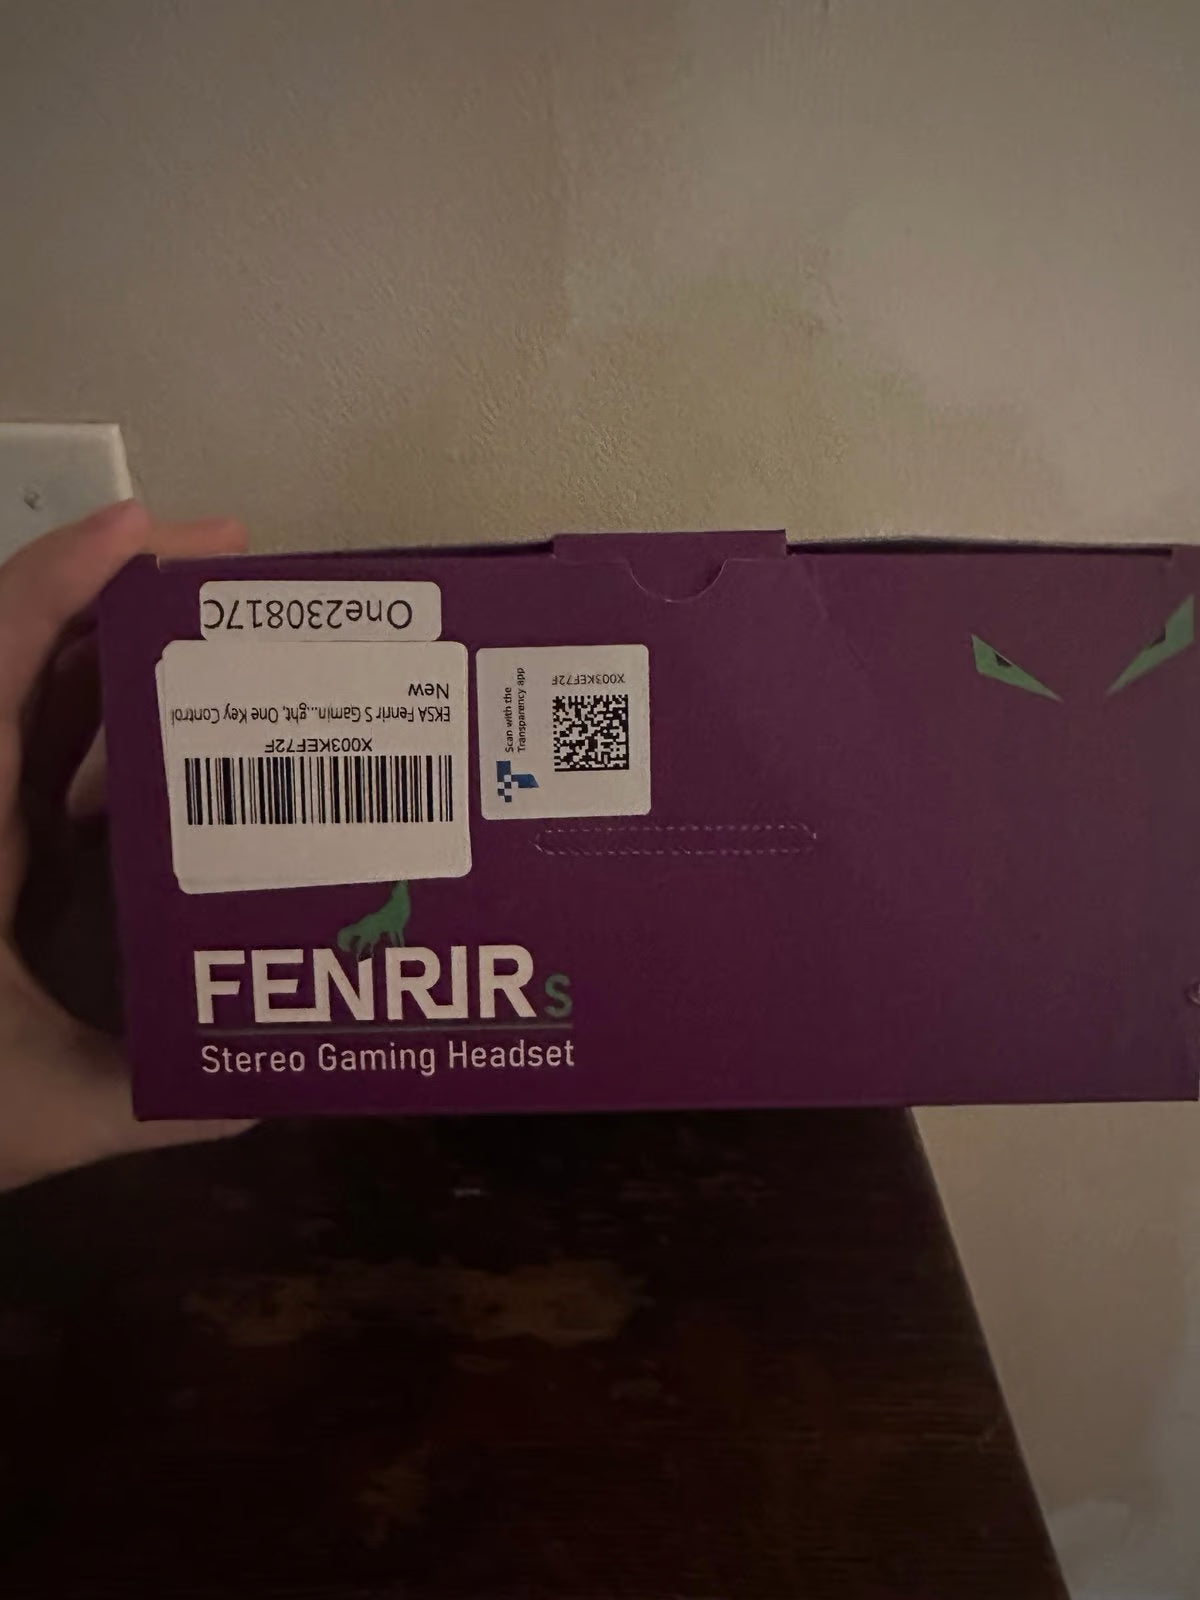 One230817C
New
EKSA Fenrir S Gamin...ght, One Key Control
X003KEF72F
Scan with the
Transparency app
X003KEF72F
FENRIR S
Stereo Gaming Headset